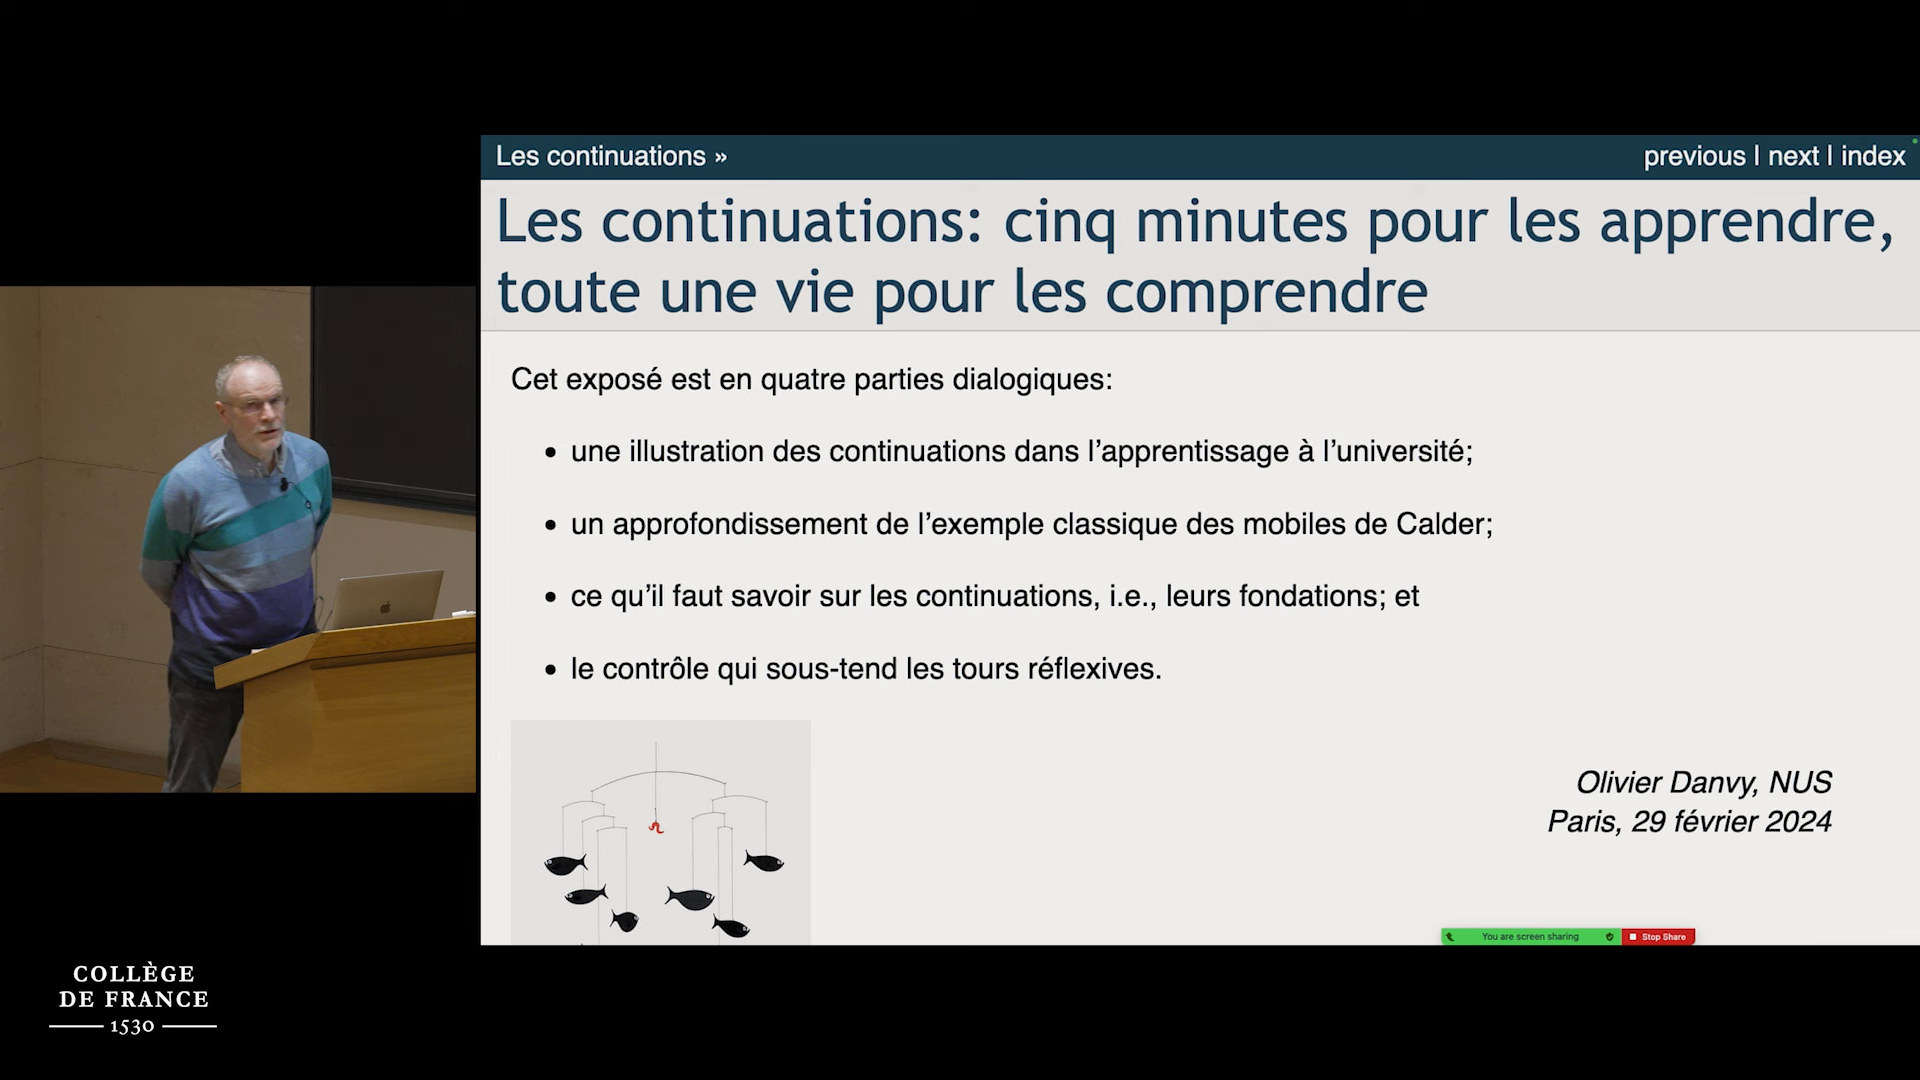 Les continuations »
previous | next | index
Les continuations: cinq minutes pour les apprendre,
toute une vie pour les comprendre
Cet exposé est en quatre parties dialogiques:
• une illustration des continuations dans l’apprentissage à l’université;
• un approfondissement de l’exemple classique des mobiles de Calder;
• ce qu’il faut savoir sur les continuations, i.e., leurs fondations; et
• le contrôle qui sous-tend les tours réflexives.
Olivier Danvy, NUS
Paris, 29 février 2024
You are screen sharing
Stop Share
COLLÈGE
DE FRANCE
1530